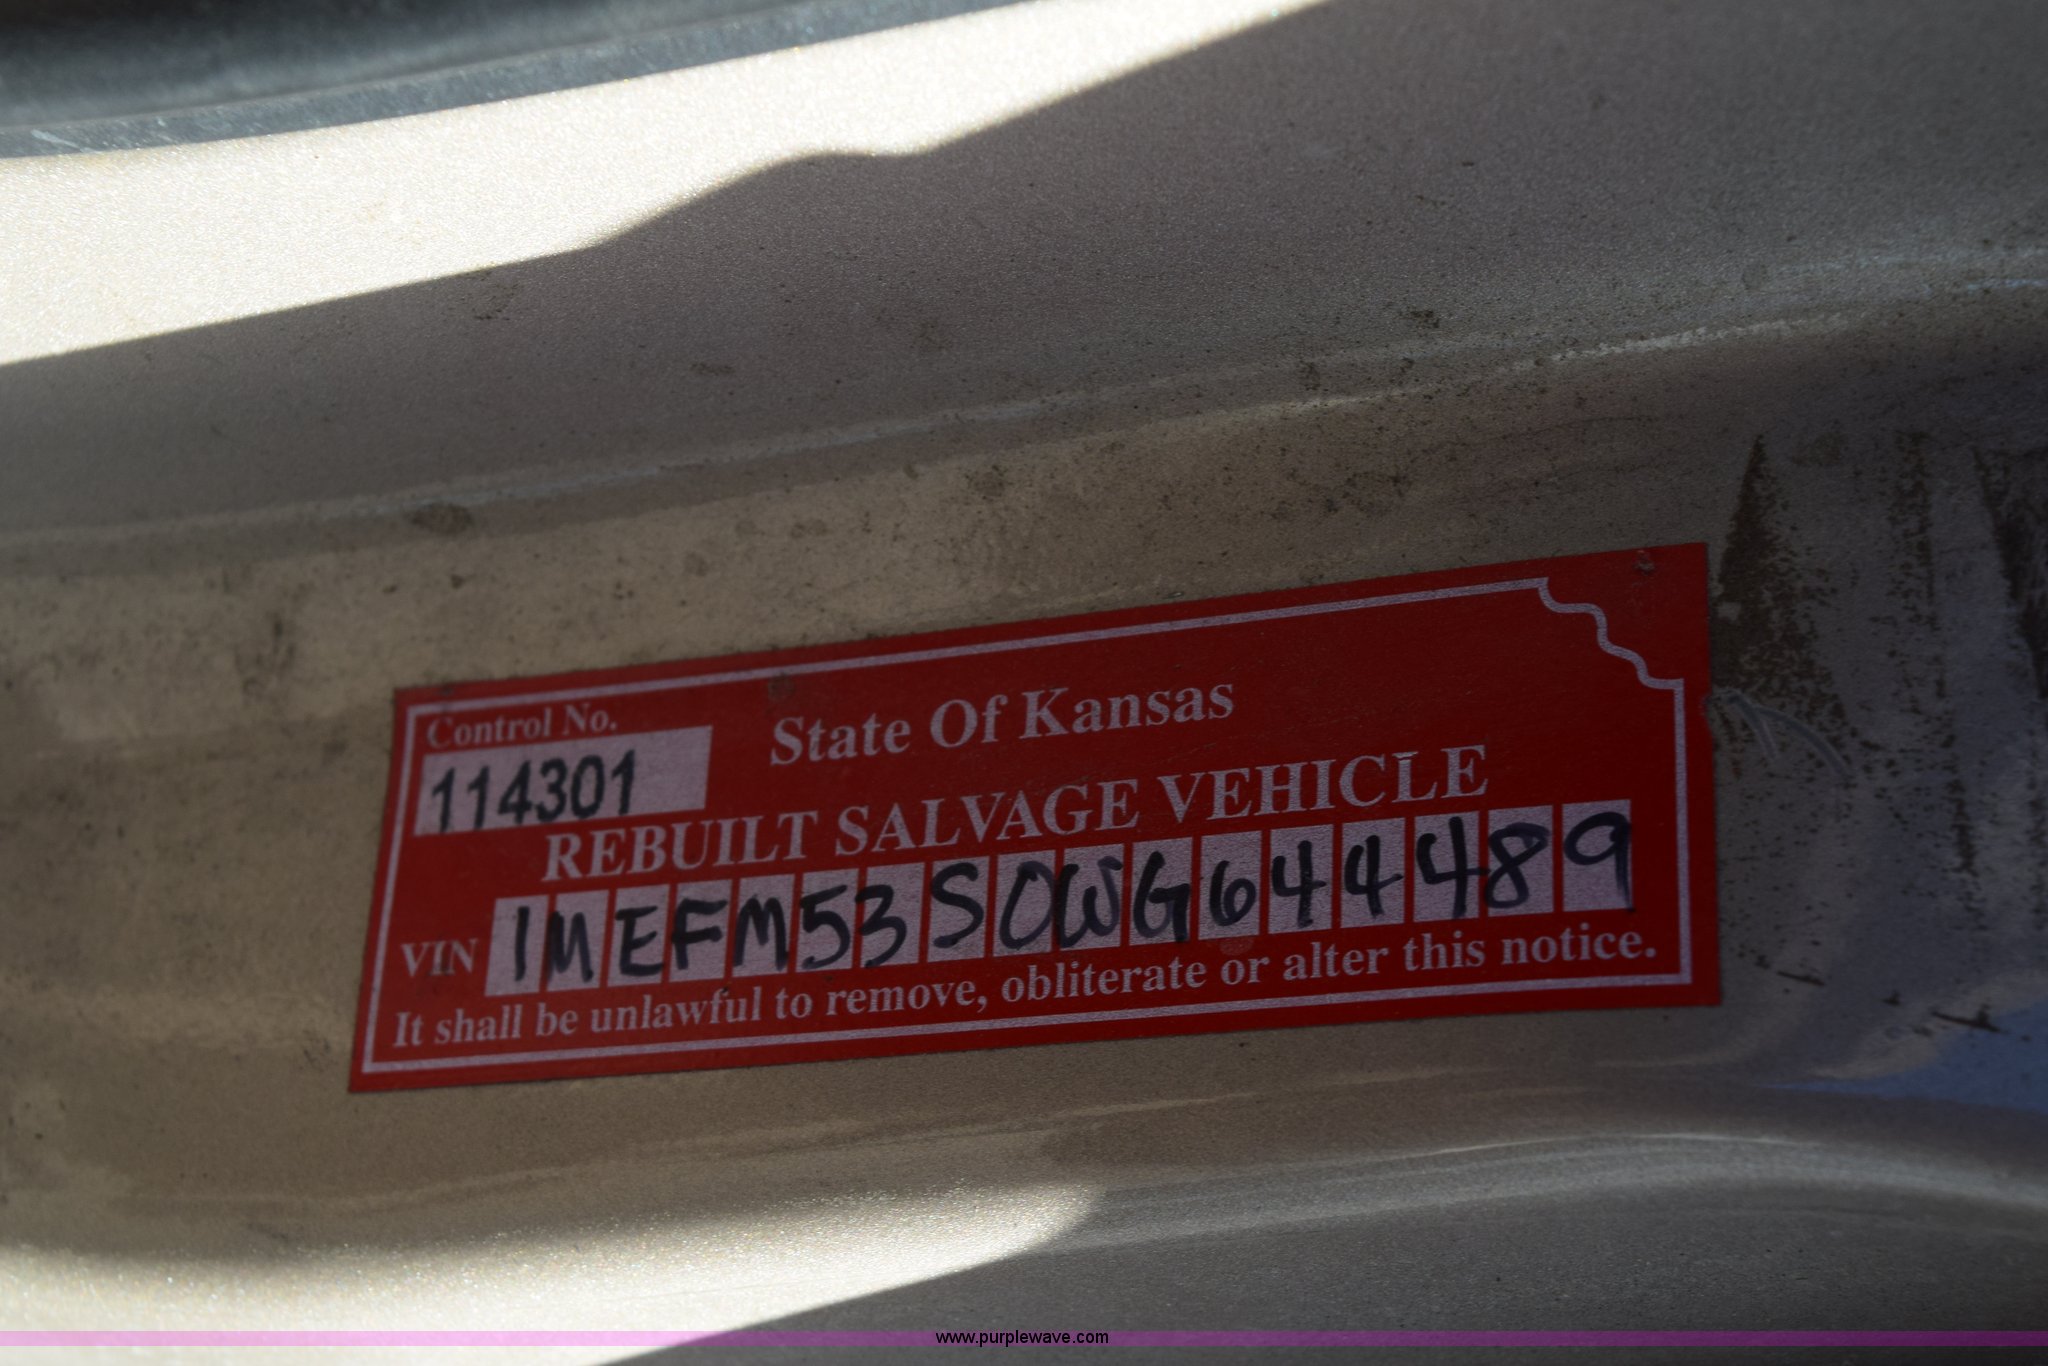 Control No.
114301
State Of Kansas
REBUILT SALVAGE VEHICLE
VIN 1MEFM53S0WG644489
It shall be unlawful to remove, obliterate or alter this notice.
www.purplewave.com